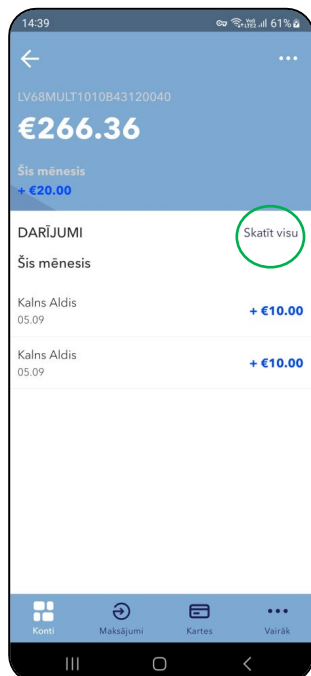 14:39 61%
LV68MULT1010B43120040
€266.36
Šis mēnesis
+ €20.00
DARĪJUMI Skatīt visu
Šis mēnesis
Kalns Aldis
05.09 + €10.00
Kalns Aldis
05.09 + €10.00
Konti Maksājumi Kartes Vairāk